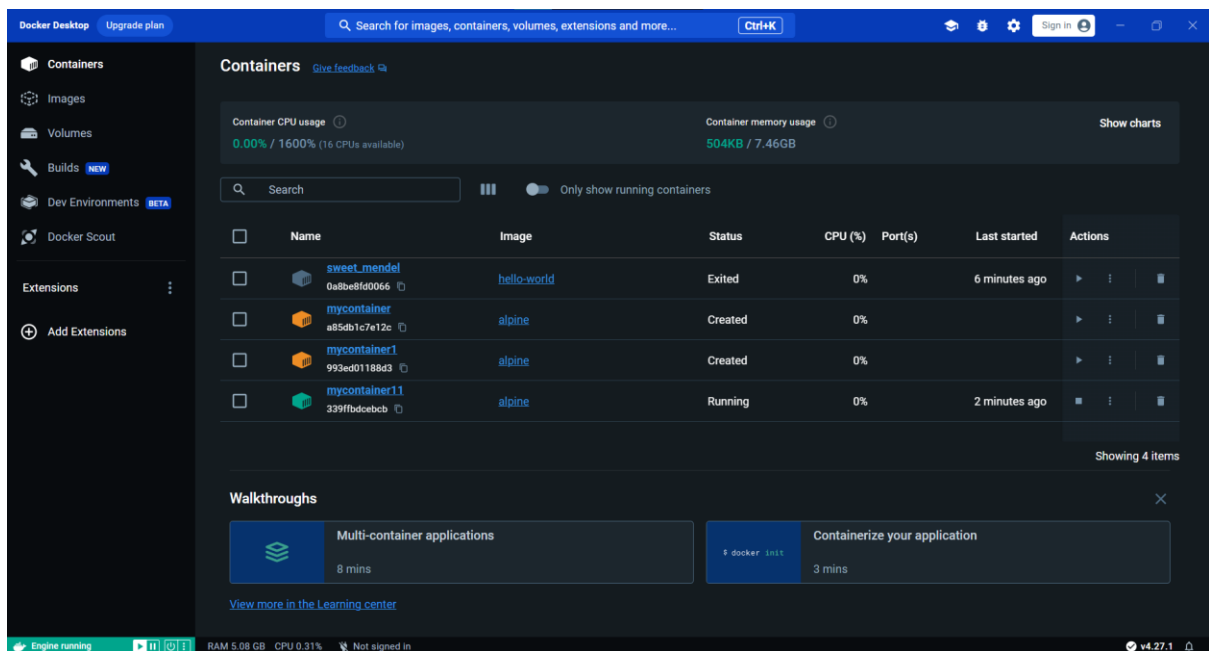 Docker Desktop Upgrade plan Search for images, containers, volumes, extensions and more... Ctrl+K Sign in
Containers
Images
Volumes
Builds NEW
Dev Environments BETA
Docker Scout
Extensions
Add Extensions
Containers Give feedback
Container CPU usage
0.00% / 1600% (16 CPUs available)
Container memory usage
504KB / 7.46GB
Show charts
Search
Only show running containers
Name Image Status CPU (%) Port(s) Last started Actions
sweet_mendel
0a8be8fd0066
hello-world Exited 0% 6 minutes ago
mycontainer
a85db1c7e12c
alpine Created 0%
mycontainer1
993ed01188d3
alpine Created 0%
mycontainer11
339ffbdcebcb
alpine Running 0% 2 minutes ago
Showing 4 items
Walkthroughs
Multi-container applications
8 mins
$ docker init
Containerize your application
3 mins
View more in the Learning center
Engine running RAM 5.08 GB CPU 0.31% Not signed in v4.27.1